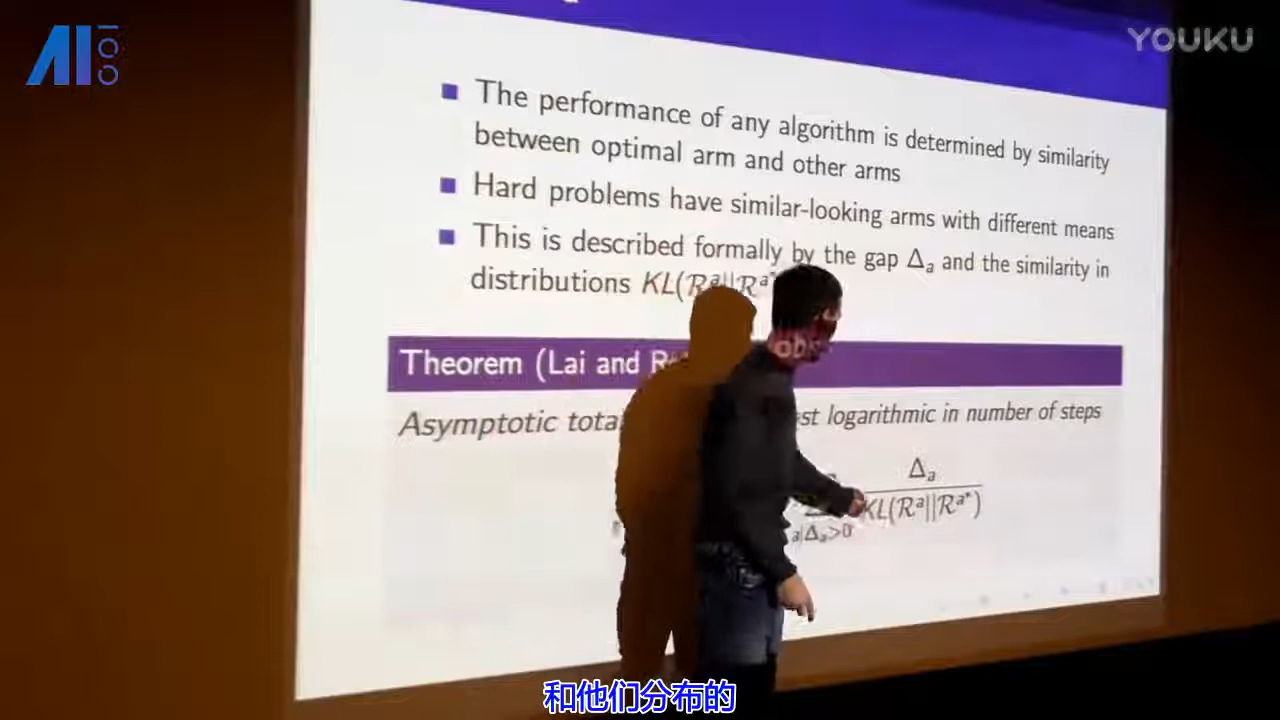 AI100
YOUKU
The performance of any algorithm is determined by similarity
between optimal arm and other arms
Hard problems have similar-looking arms with different means
This is described formally by the gap Δₐ and the similarity in
distributions KL(Rᵃ||Rᵃ
Theorem (Lai and
Asymptotic st logarithmic in number of steps
Δₐ
KL(Rᵃ||Rᵃ*)
a|Δₐ>0
和他们分布的